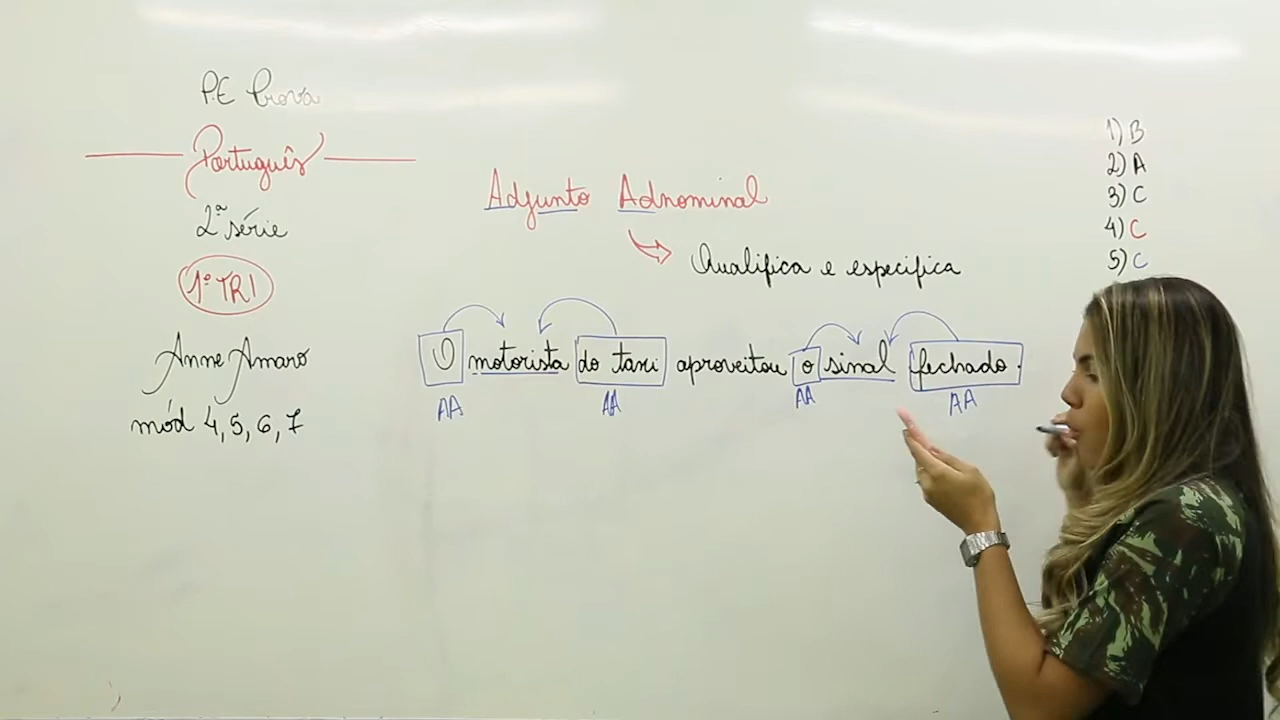 P.E Prova
Português
2ª série
1º TRI
Anne Amaro
mód 4, 5, 6, 7
Adjunto Adnominal
Qualifica e especifica
O motorista do taxi aproveitou o sinal fechado.
AA AA AA AA
1) B
2) A
3) C
4) C
5) C